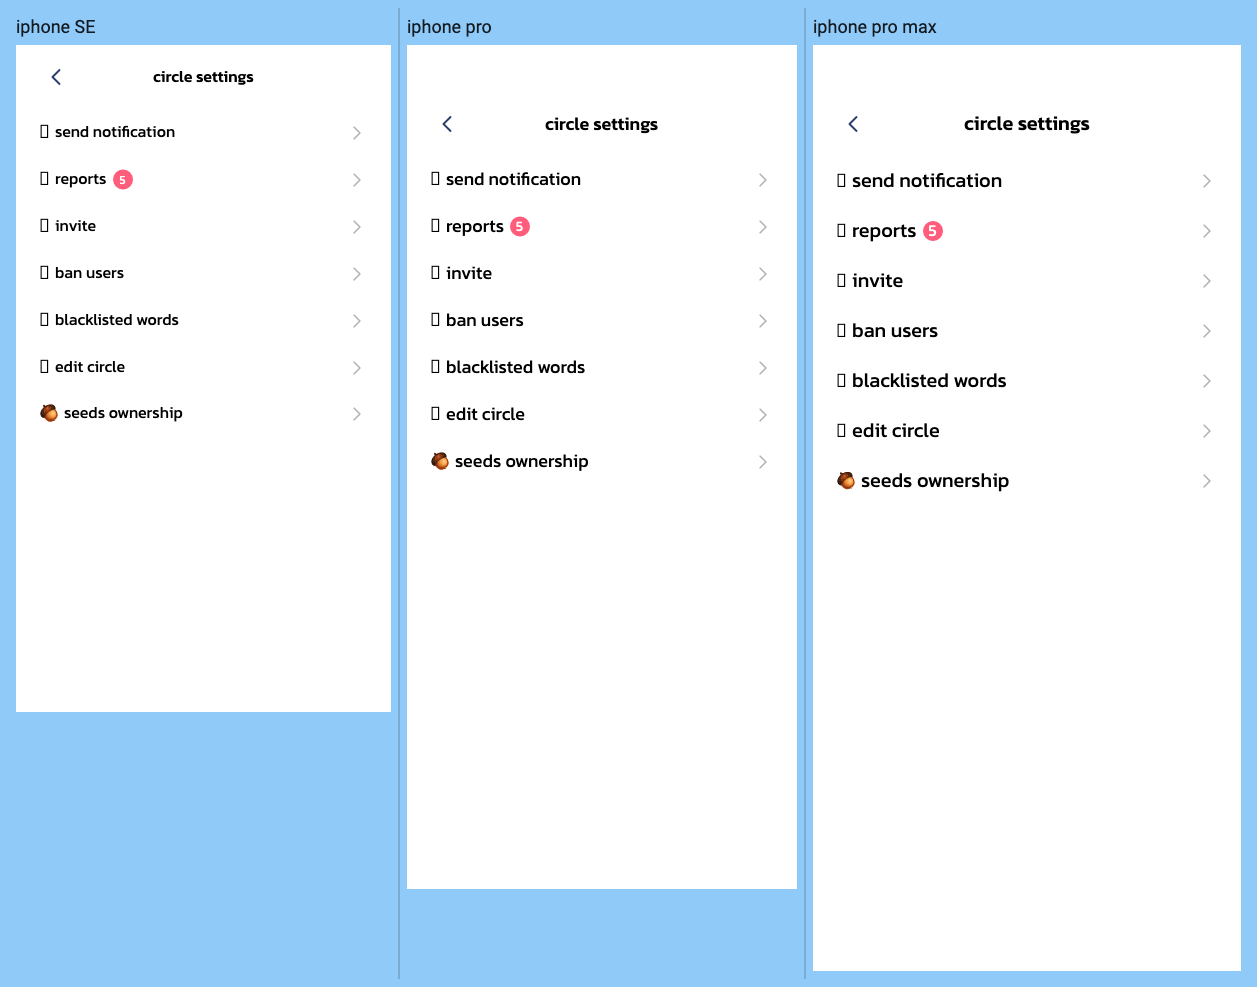 iphone SE
circle settings
send notification
reports 5
invite
ban users
blacklisted words
edit circle
🌰 seeds ownership
iphone pro
circle settings
send notification
reports 5
invite
ban users
blacklisted words
edit circle
🌰 seeds ownership
iphone pro max
circle settings
send notification
reports 5
invite
ban users
blacklisted words
edit circle
🌰 seeds ownership